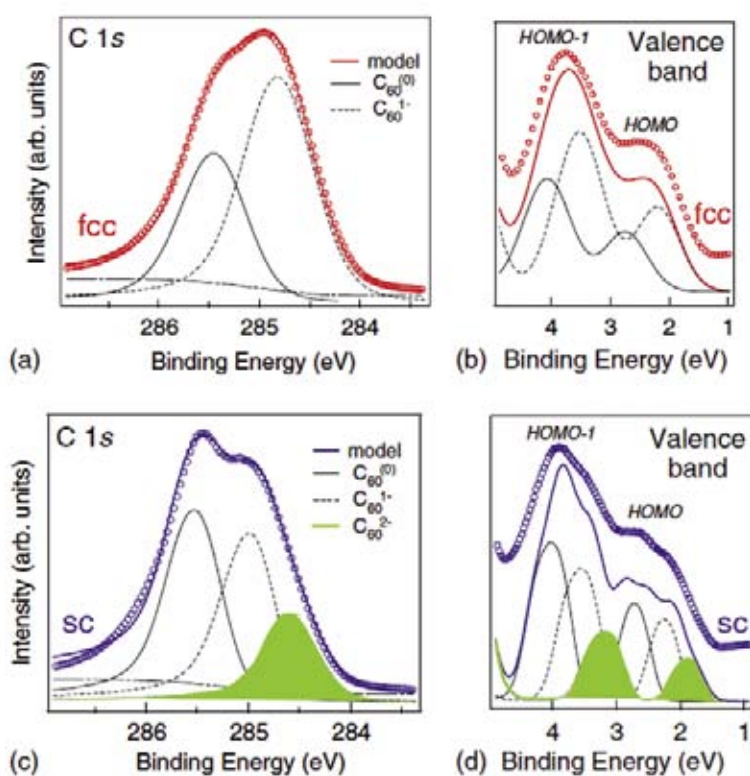 C 1s
model
C₆₀⁽⁰⁾
C₆₀¹⁻
fcc
Intensity (arb. units)
286 285 284
Binding Energy (eV)
(a)
HOMO-1
Valence
band
HOMO
fcc
4 3 2 1
Binding Energy (eV)
(b)
C 1s
model
C₆₀⁽⁰⁾
C₆₀¹⁻
C₆₀²⁻
sc
Intensity (arb. units)
286 285 284
Binding Energy (eV)
(c)
HOMO-1
Valence
band
HOMO
sc
4 3 2 1
Binding Energy (eV)
(d)